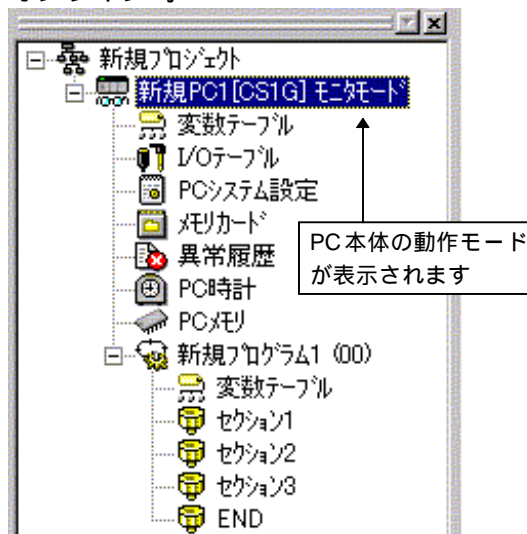 新規ﾌﾟﾛｼﾞｪｸﾄ
新規PC1[CS1G] ﾓﾆﾀﾓｰﾄﾞ
変数ﾃｰﾌﾞﾙ
I/Oﾃｰﾌﾞﾙ
PCｼｽﾃﾑ設定
ﾒﾓﾘｶｰﾄﾞ
異常履歴
PC時計
PCﾒﾓﾘ
新規ﾌﾟﾛｸﾞﾗﾑ1 (00)
変数ﾃｰﾌﾞﾙ
ｾｸｼｮﾝ1
ｾｸｼｮﾝ2
ｾｸｼｮﾝ3
END
PC本体の動作モード
が表示されます